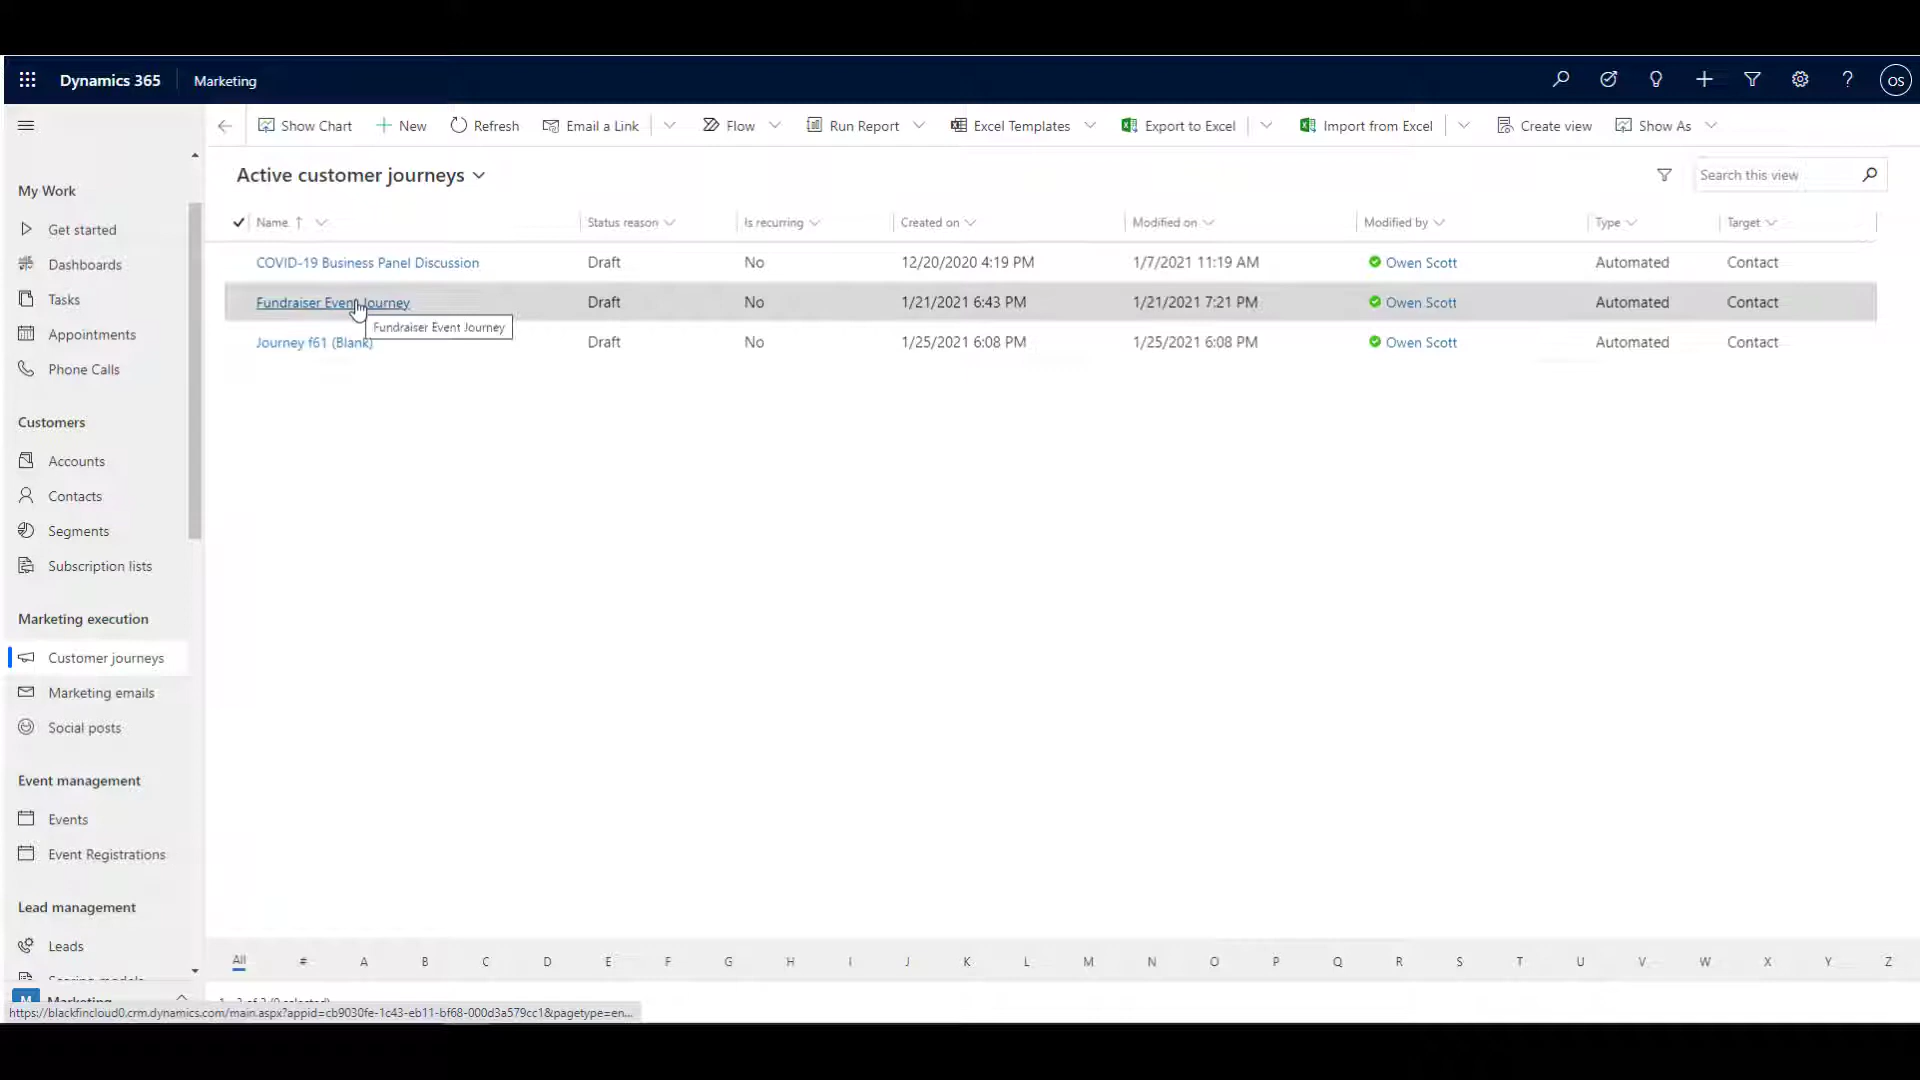 Dynamics 365 Marketing OS
Show Chart New Refresh Email a Link Flow Run Report Excel Templates Export to Excel Import from Excel Create view Show As
Active customer journeys Search this view
My Work
Get started
Dashboards
Tasks
Appointments
Phone Calls
Customers
Accounts
Contacts
Segments
Subscription lists
Marketing execution
Customer journeys
Marketing emails
Social posts
Event management
Events
Event Registrations
Lead management
Leads
Scoring models
Marketing
Name Status reason Is recurring Created on Modified on Modified by Type Target
COVID-19 Business Panel Discussion Draft No 12/20/2020 4:19 PM 1/7/2021 11:19 AM Owen Scott Automated Contact
Fundraiser Event Journey Draft No 1/21/2021 6:43 PM 1/21/2021 7:21 PM Owen Scott Automated Contact
Fundraiser Event Journey
Journey f61 (Blank) Draft No 1/25/2021 6:08 PM 1/25/2021 6:08 PM Owen Scott Automated Contact
All # A B C D E F G H I J K L M N O P Q R S T U V W X Y Z
(0 selected)
https://blackfincloud0.crm.dynamics.com/main.aspx?appid=cb9030fe-1c43-eb11-bf68-000d3a579cc1&pagetype=en...